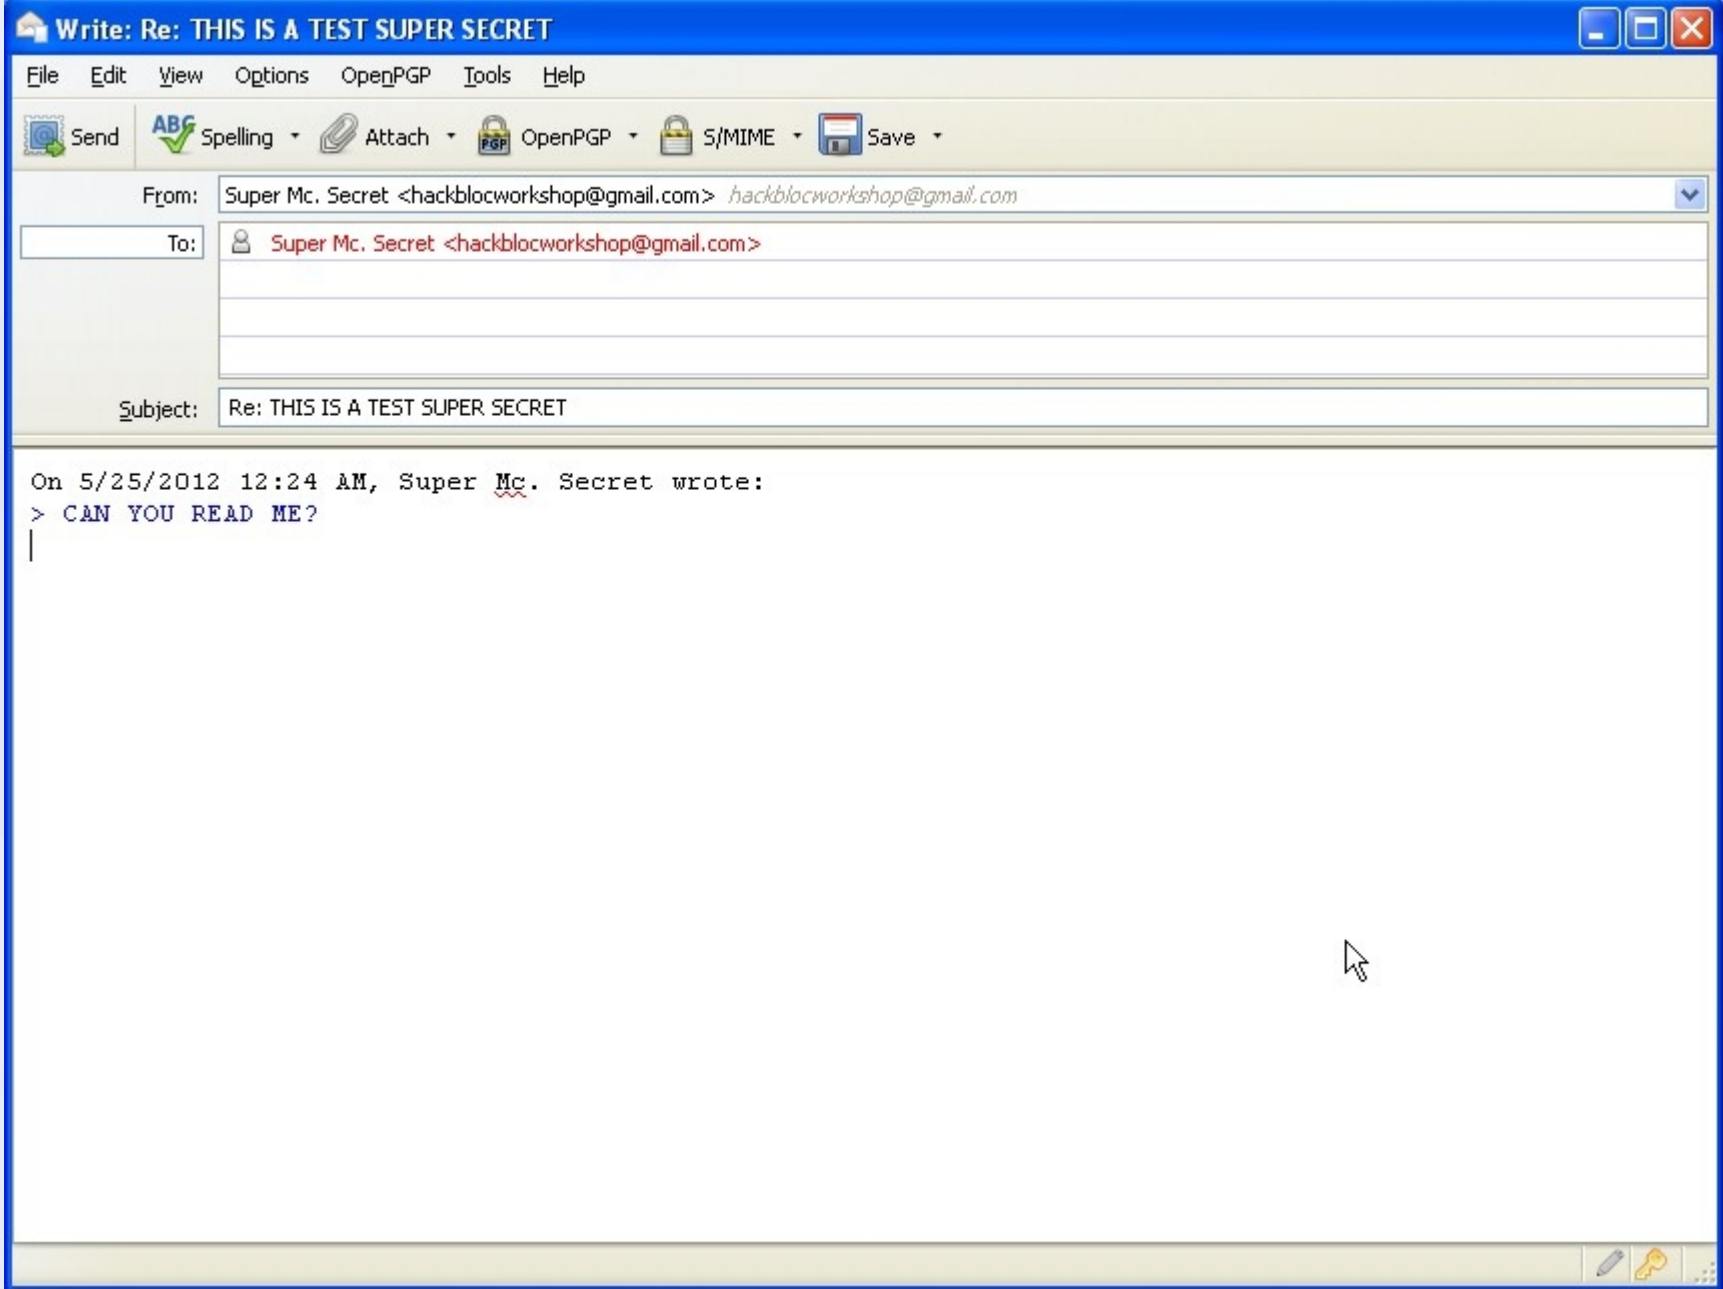 Write: Re: THIS IS A TEST SUPER SECRET
File Edit View Options OpenPGP Tools Help
Send ABC Spelling Attach PGP OpenPGP S/MIME Save
From: Super Mc. Secret <hackblocworkshop@gmail.com> hackblocworkshop@gmail.com
To: Super Mc. Secret <hackblocworkshop@gmail.com>
Subject: Re: THIS IS A TEST SUPER SECRET
On 5/25/2012 12:24 AM, Super Mc. Secret wrote:
> CAN YOU READ ME?